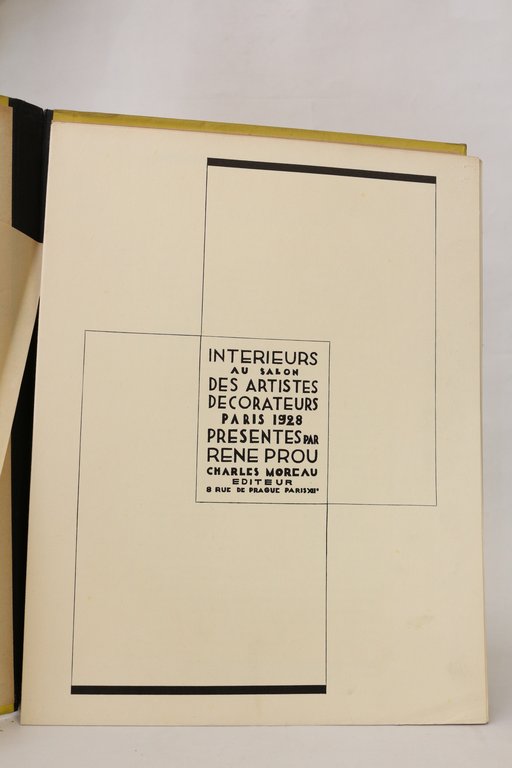 INTERIEURS
AU SALON
DES ARTISTES
DECORATEURS
PARIS 1928
PRESENTES PAR
RENE PROU
CHARLES MOREAU
EDITEUR
8 RUE DE PRAGUE PARIS XIIe